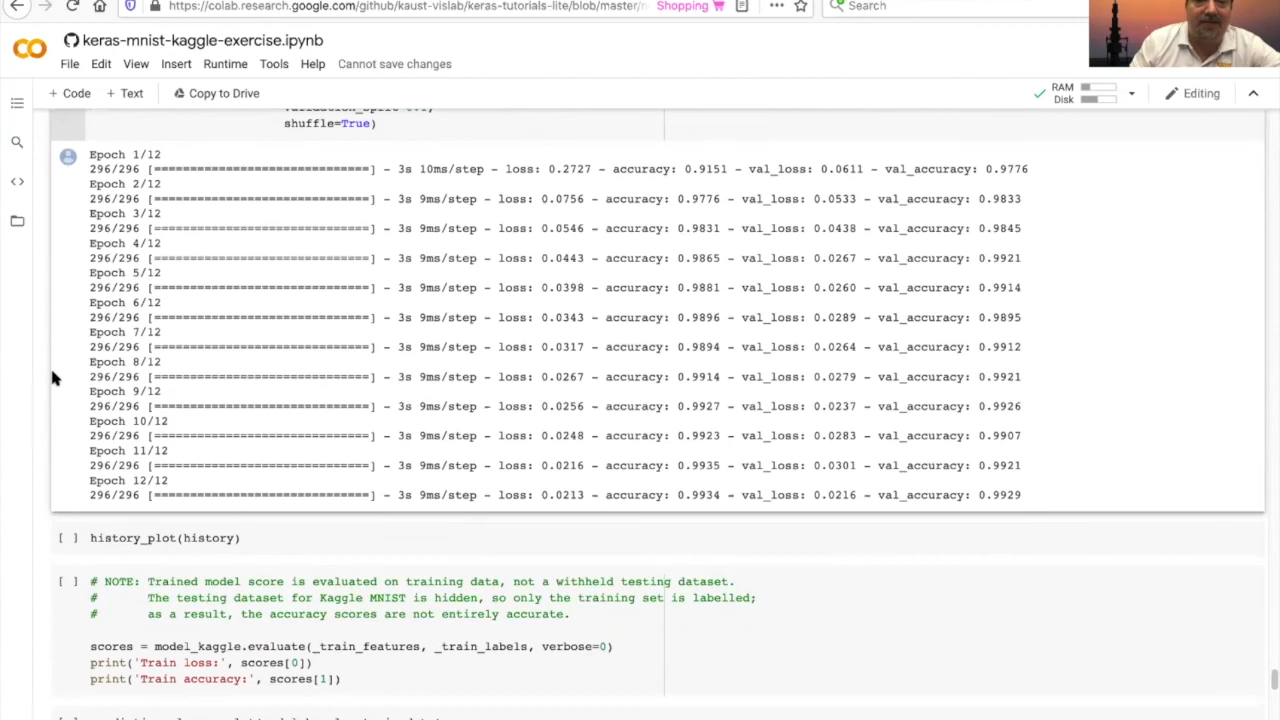 https://colab.research.google.com/github/kaust-vislab/keras-tutorials-lite/blob/master/
Shopping
Search
keras-mnist-kaggle-exercise.ipynb
File Edit View Insert Runtime Tools Help Cannot save changes
+ Code + Text Copy to Drive
RAM
Disk
Editing
shuffle=True)
Epoch 1/12
296/296 [==============================] - 3s 10ms/step - loss: 0.2727 - accuracy: 0.9151 - val_loss: 0.0611 - val_accuracy: 0.9776
Epoch 2/12
296/296 [==============================] - 3s 9ms/step - loss: 0.0756 - accuracy: 0.9776 - val_loss: 0.0533 - val_accuracy: 0.9833
Epoch 3/12
296/296 [==============================] - 3s 9ms/step - loss: 0.0546 - accuracy: 0.9831 - val_loss: 0.0438 - val_accuracy: 0.9845
Epoch 4/12
296/296 [==============================] - 3s 9ms/step - loss: 0.0443 - accuracy: 0.9865 - val_loss: 0.0267 - val_accuracy: 0.9921
Epoch 5/12
296/296 [==============================] - 3s 9ms/step - loss: 0.0398 - accuracy: 0.9881 - val_loss: 0.0260 - val_accuracy: 0.9914
Epoch 6/12
296/296 [==============================] - 3s 9ms/step - loss: 0.0343 - accuracy: 0.9896 - val_loss: 0.0289 - val_accuracy: 0.9895
Epoch 7/12
296/296 [==============================] - 3s 9ms/step - loss: 0.0317 - accuracy: 0.9894 - val_loss: 0.0264 - val_accuracy: 0.9912
Epoch 8/12
296/296 [==============================] - 3s 9ms/step - loss: 0.0267 - accuracy: 0.9914 - val_loss: 0.0279 - val_accuracy: 0.9921
Epoch 9/12
296/296 [==============================] - 3s 9ms/step - loss: 0.0256 - accuracy: 0.9927 - val_loss: 0.0237 - val_accuracy: 0.9926
Epoch 10/12
296/296 [==============================] - 3s 9ms/step - loss: 0.0248 - accuracy: 0.9923 - val_loss: 0.0283 - val_accuracy: 0.9907
Epoch 11/12
296/296 [==============================] - 3s 9ms/step - loss: 0.0216 - accuracy: 0.9935 - val_loss: 0.0301 - val_accuracy: 0.9921
Epoch 12/12
296/296 [==============================] - 3s 9ms/step - loss: 0.0213 - accuracy: 0.9934 - val_loss: 0.0216 - val_accuracy: 0.9929
[ ] history_plot(history)
[ ] # NOTE: Trained model score is evaluated on training data, not a withheld testing dataset.
# The testing dataset for Kaggle MNIST is hidden, so only the training set is labelled;
# as a result, the accuracy scores are not entirely accurate.
scores = model_kaggle.evaluate(_train_features, _train_labels, verbose=0)
print('Train loss:', scores[0])
print('Train accuracy:', scores[1])